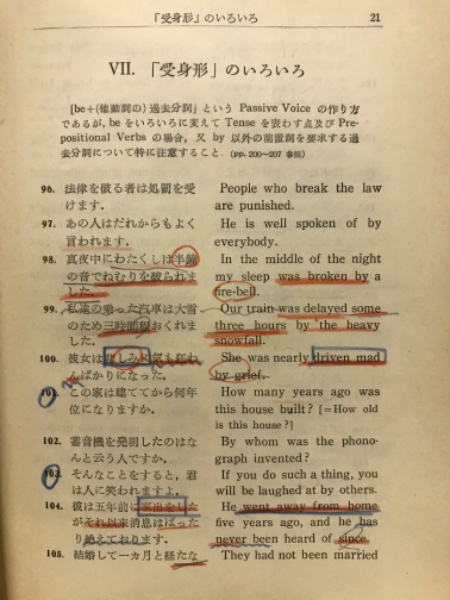 「受身形」のいろいろ 21
VII. 「受身形」のいろいろ
[be+(他動詞の)過去分詞」という Passive Voice の作り方
であるが, be をいろいろに変えて Tense を表わす点及び Pre-
positional Verbs の場合, 又 by 以外の前置詞を要求する過
去分詞について特に注意すること. (pp. 200〜207 参照)
96. 法律を破る者は処罰を受 People who break the law
けます. are punished.
97. あの人はだれからもよく He is well spoken of by
言われます. everybody.
98. 真夜中にわたくしは半鐘 In the middle of the night
の音でねむりを破られま my sleep was broken by a
した. fire-bell.
99. 私達の乗った汽車は大雪 Our train was delayed some
のため三時間程おくれま three hours by the heavy
した. snowfall.
100. 彼女は悲しみに She was nearly driven mad
んばかりになった. by grief.
101. この家は建ててから何年 How many years ago was
位になりますか. this house built? [=How old
is this house?]
102. 蓄音機を発明したのはな By whom was the phono-
んと云う人ですか. graph invented?
103. そんなことをすると, 君 If you do such a thing, you
は人に笑われますよ. will be laughed at by others.
104. 彼は五年前に家出をした He went away from home
がそれ以来消息はばった five years ago, and he has
り絶えております. never been heard of since.
105. 結婚して一カ月と経たな They had not been married